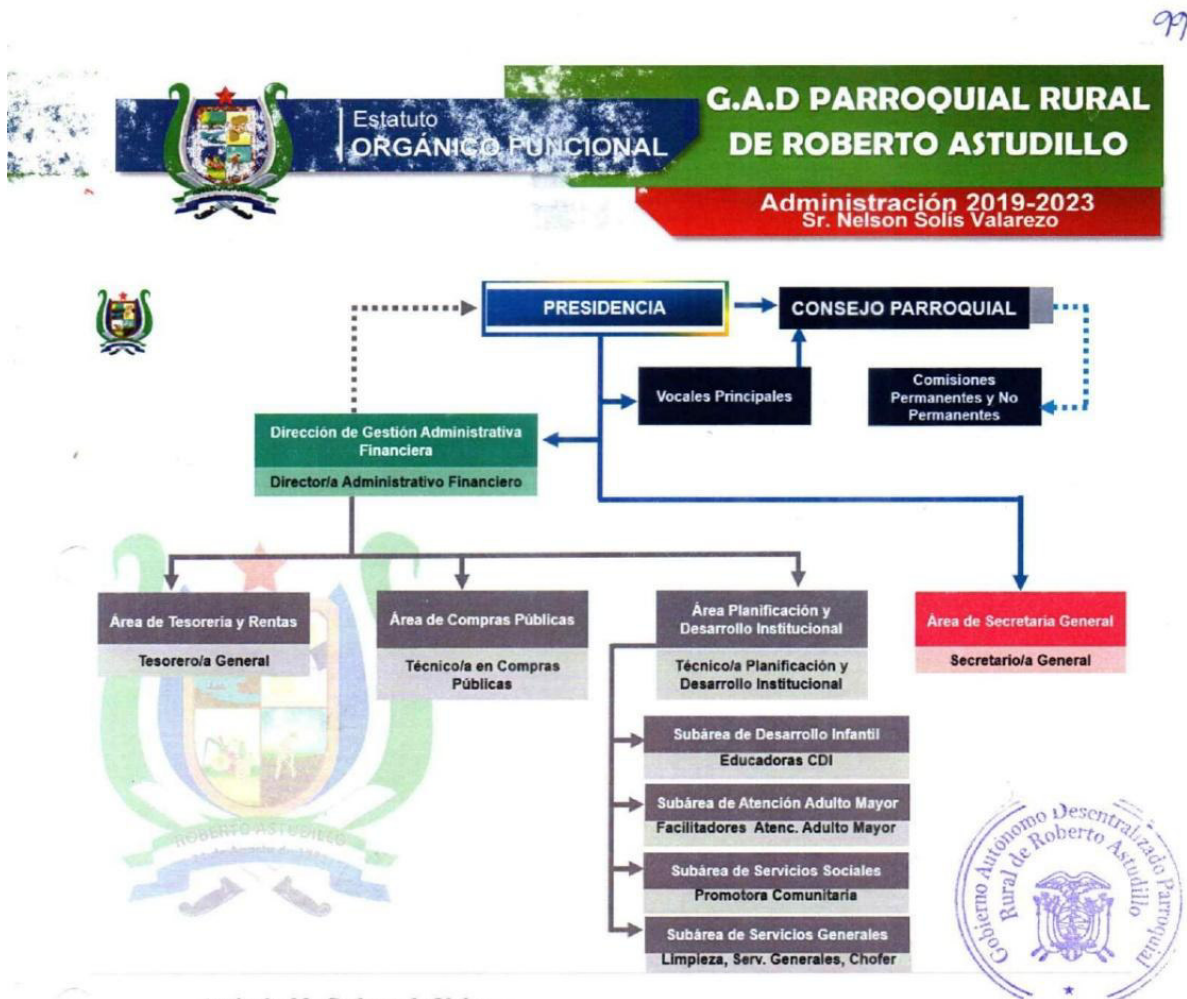 99
Estatuto
ORGÁNICO FUNCIONAL
G.A.D PARROQUIAL RURAL
DE ROBERTO ASTUDILLO
Administración 2019-2023
Sr. Nelson Solís Valarezo
PRESIDENCIA
CONSEJO PARROQUIAL
Vocales Principales
Comisiones
Permanentes y No
Permanentes
Dirección de Gestión Administrativa
Financiera
Director/a Administrativo Financiero
Área de Tesorería y Rentas
Tesorero/a General
Área de Compras Públicas
Técnico/a en Compras
Públicas
Área Planificación y
Desarrollo Institucional
Técnico/a Planificación y
Desarrollo Institucional
Área de Secretaría General
Secretario/a General
Subárea de Desarrollo Infantil
Educadoras CDI
Subárea de Atención Adulto Mayor
Facilitadores Atenc. Adulto Mayor
Subárea de Servicios Sociales
Promotora Comunitaria
Subárea de Servicios Generales
Limpieza, Serv. Generales, Chofer
ROBERTO ASTUDILLO
Gobierno Autónomo Descentralizado Parroquial
Rural de Roberto Astudillo